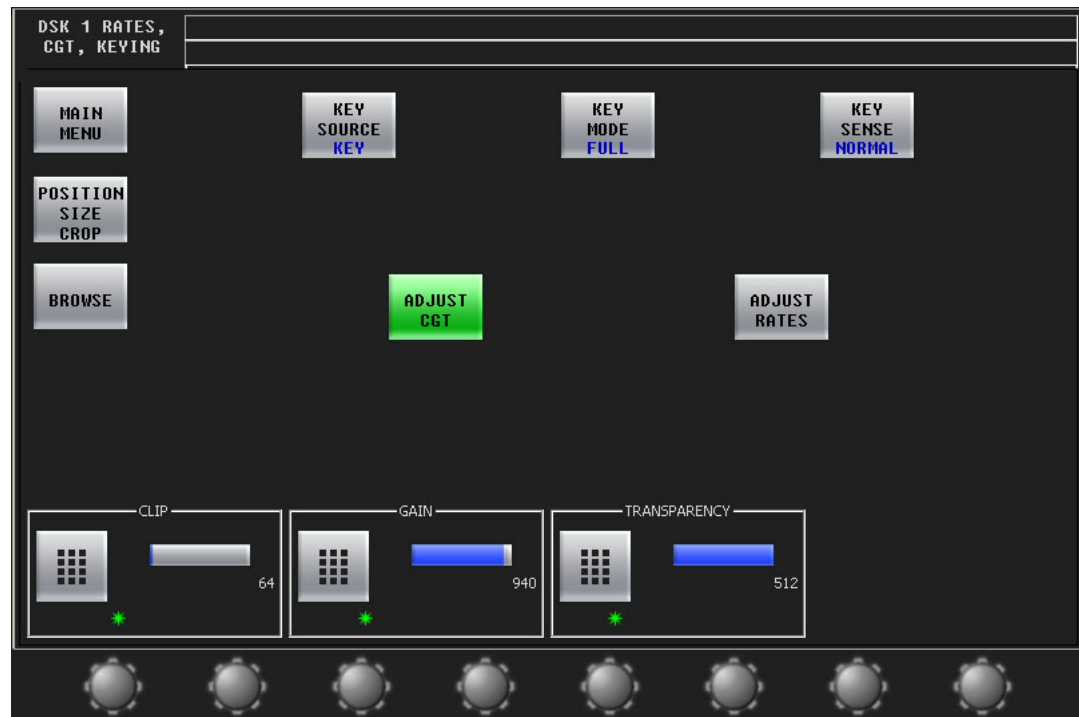 DSK 1 RATES,
CGT, KEYING
MAIN
MENU
KEY
SOURCE
KEY
KEY
MODE
FULL
KEY
SENSE
NORMAL
POSITION
SIZE
CROP
BROWSE
ADJUST
CGT
ADJUST
RATES
CLIP
64
GAIN
940
TRANSPARENCY
512